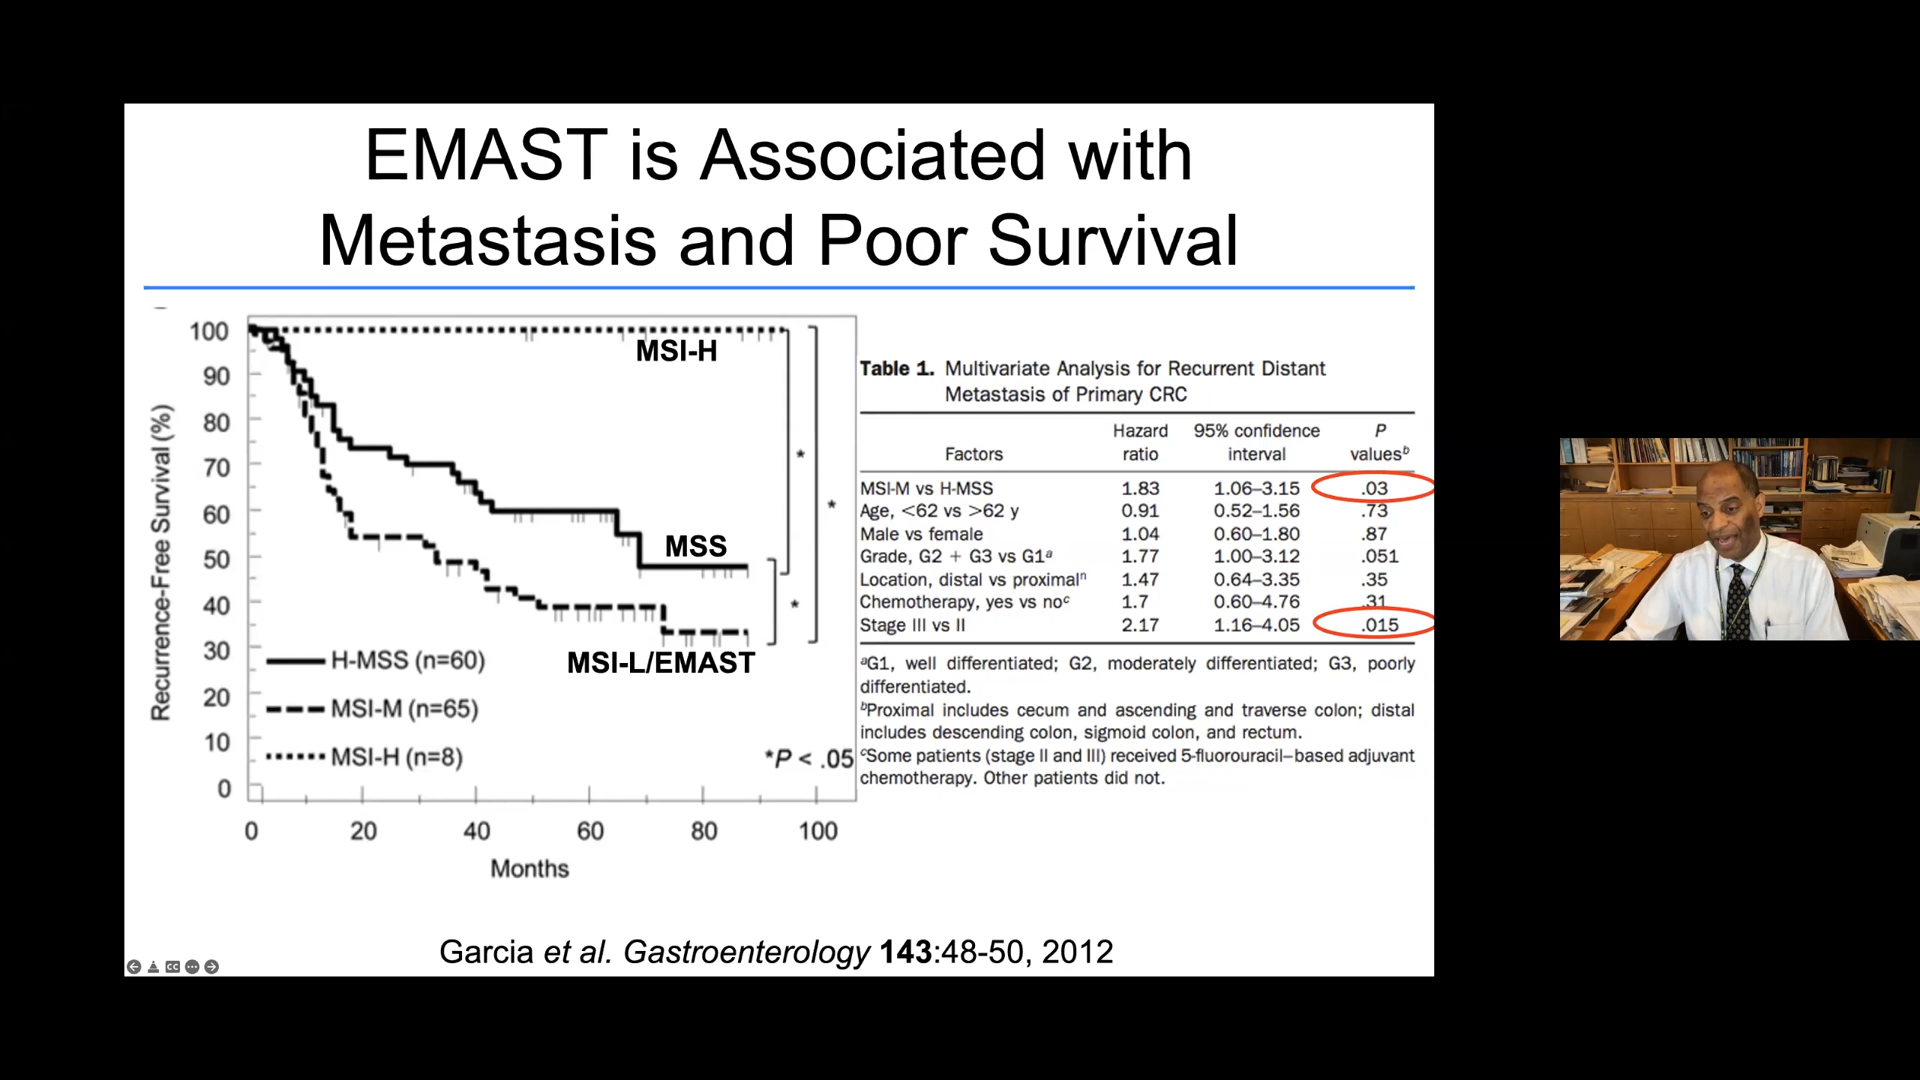 EMAST is Associated with
Metastasis and Poor Survival
Recurrence-Free Survival (%)
100
90
80
70
60
50
40
30
20
10
0
MSI-H
*
*
MSS
*
MSI-L/EMAST
H-MSS (n=60)
MSI-M (n=65)
MSI-H (n=8)
*P < .05
0 20 40 60 80 100
Months
Table 1. Multivariate Analysis for Recurrent Distant
Metastasis of Primary CRC
Factors Hazard ratio 95% confidence interval P valuesᵇ
MSI-M vs H-MSS 1.83 1.06–3.15 .03
Age, <62 vs >62 y 0.91 0.52–1.56 .73
Male vs female 1.04 0.60–1.80 .87
Grade, G2 + G3 vs G1ᵃ 1.77 1.00–3.12 .051
Location, distal vs proximalⁿ 1.47 0.64–3.35 .35
Chemotherapy, yes vs noᶜ 1.7 0.60–4.76 .31
Stage III vs II 2.17 1.16–4.05 .015
ᵃG1, well differentiated; G2, moderately differentiated; G3, poorly
differentiated.
ᵇProximal includes cecum and ascending and traverse colon; distal
includes descending colon, sigmoid colon, and rectum.
ᶜSome patients (stage II and III) received 5-fluorouracil–based adjuvant
chemotherapy. Other patients did not.
Garcia et al. Gastroenterology 143:48-50, 2012